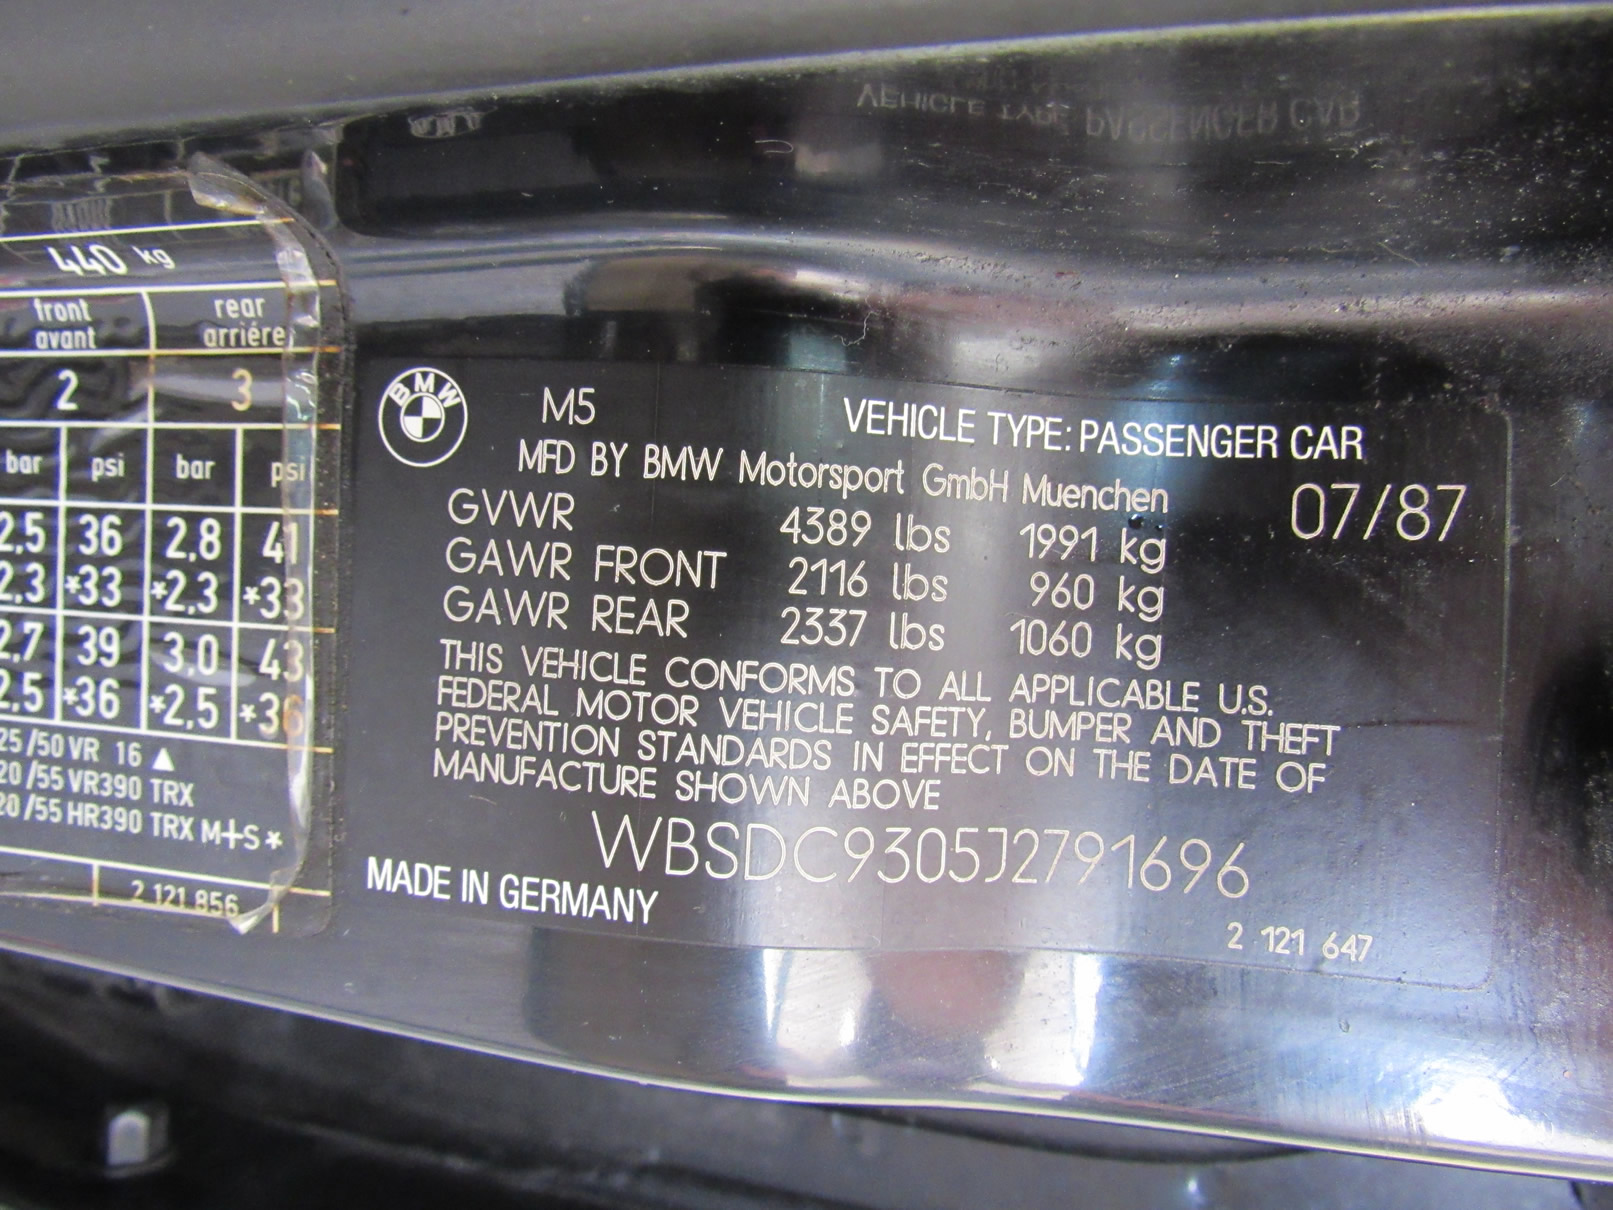 440 kg
front rear
avant arriére
2 3
bar psi bar psi
2,5 36 2,8 41
2,3 *33 *2,3 *33
2,7 39 3,0 43
2,5 *36 *2,5 *36
25/50 VR 16 ▲
20/55 VR390 TRX
20/55 HR390 TRX M+S *
2 121 856
BMW
M5 VEHICLE TYPE: PASSENGER CAR
MFD BY BMW Motorsport GmbH Muenchen 07/87
GVWR 4389 lbs 1991 kg
GAWR FRONT 2116 lbs 960 kg
GAWR REAR 2337 lbs 1060 kg
THIS VEHICLE CONFORMS TO ALL APPLICABLE U.S.
FEDERAL MOTOR VEHICLE SAFETY, BUMPER AND THEFT
PREVENTION STANDARDS IN EFFECT ON THE DATE OF
MANUFACTURE SHOWN ABOVE
WBSDC9305J2791696
MADE IN GERMANY
2 121 647
VEHICLE TYPE PASSENGER CAR